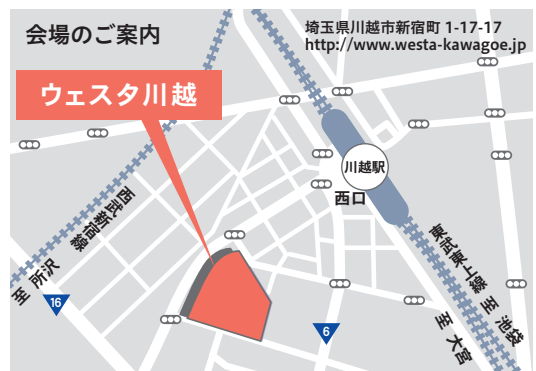 会場のご案内
埼玉県川越市新宿町 1-17-17
http://www.westa-kawagoe.jp
ウェスタ川越
川越駅
西口
西武新宿線
至 所沢
東武東上線 至 池袋
至 大宮
16
6